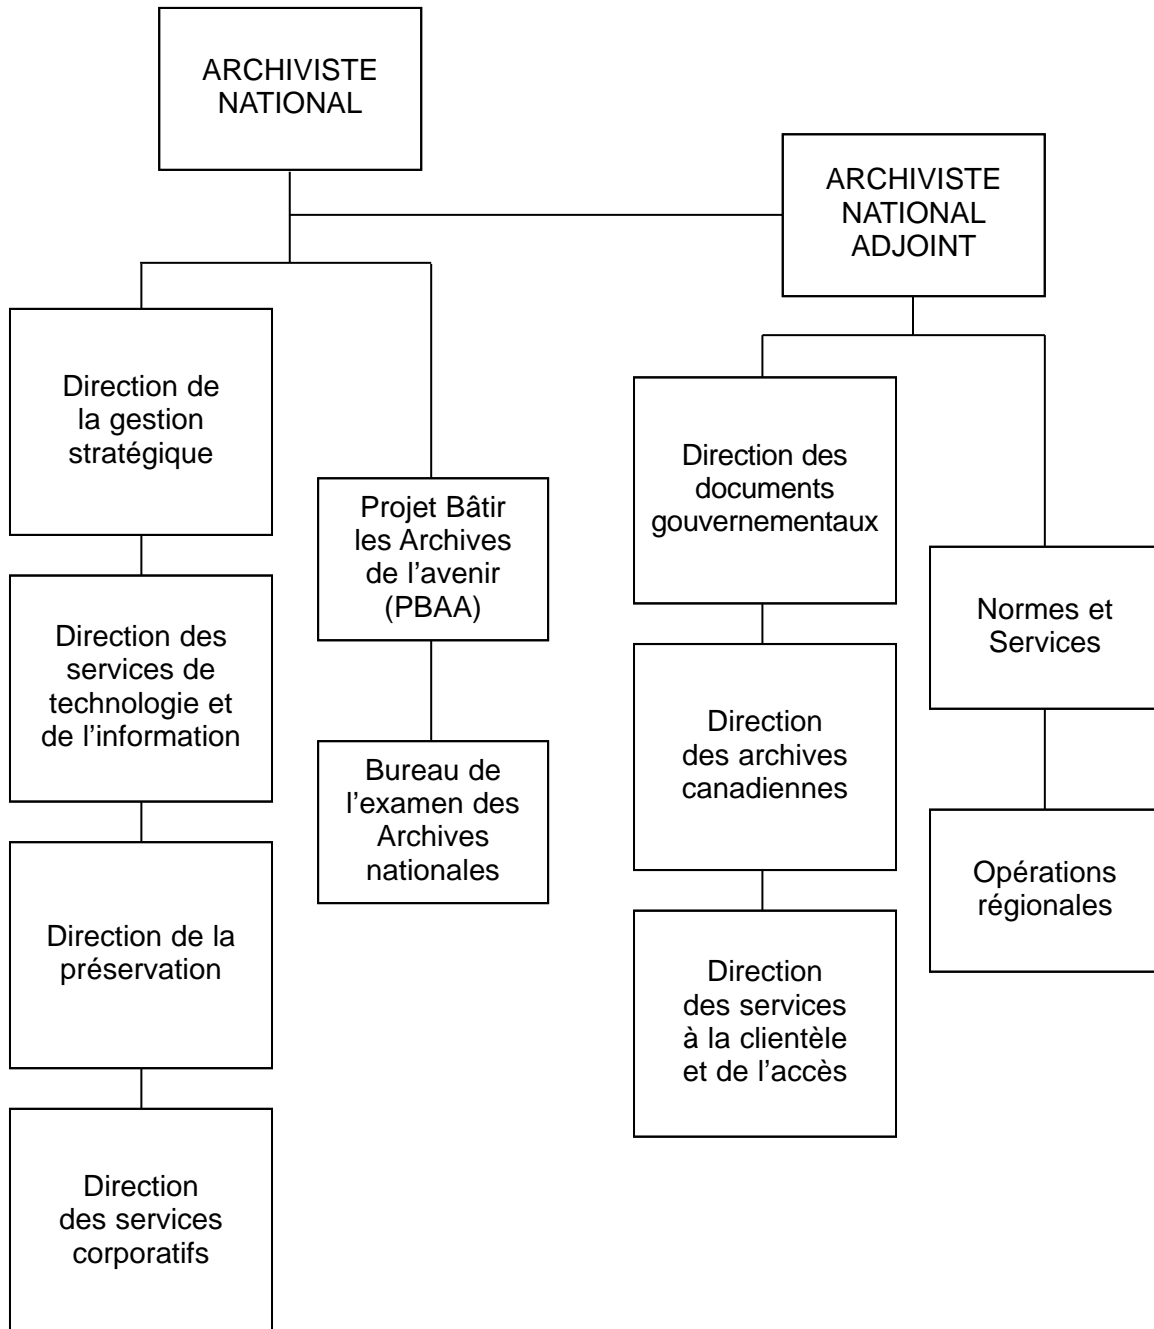 ARCHIVISTE
NATIONAL
ARCHIVISTE
NATIONAL
ADJOINT
Direction de
la gestion
stratégique
Projet Bâtir
les Archives
de l’avenir
(PBAA)
Direction des
services de
technologie et
de l’information
Bureau de
l’examen des
Archives
nationales
Direction de la
préservation
Direction
des services
corporatifs
Direction des
documents
gouvernementaux
Normes et
Services
Direction
des archives
canadiennes
Opérations
régionales
Direction
des services
à la clientèle
et de l’accès